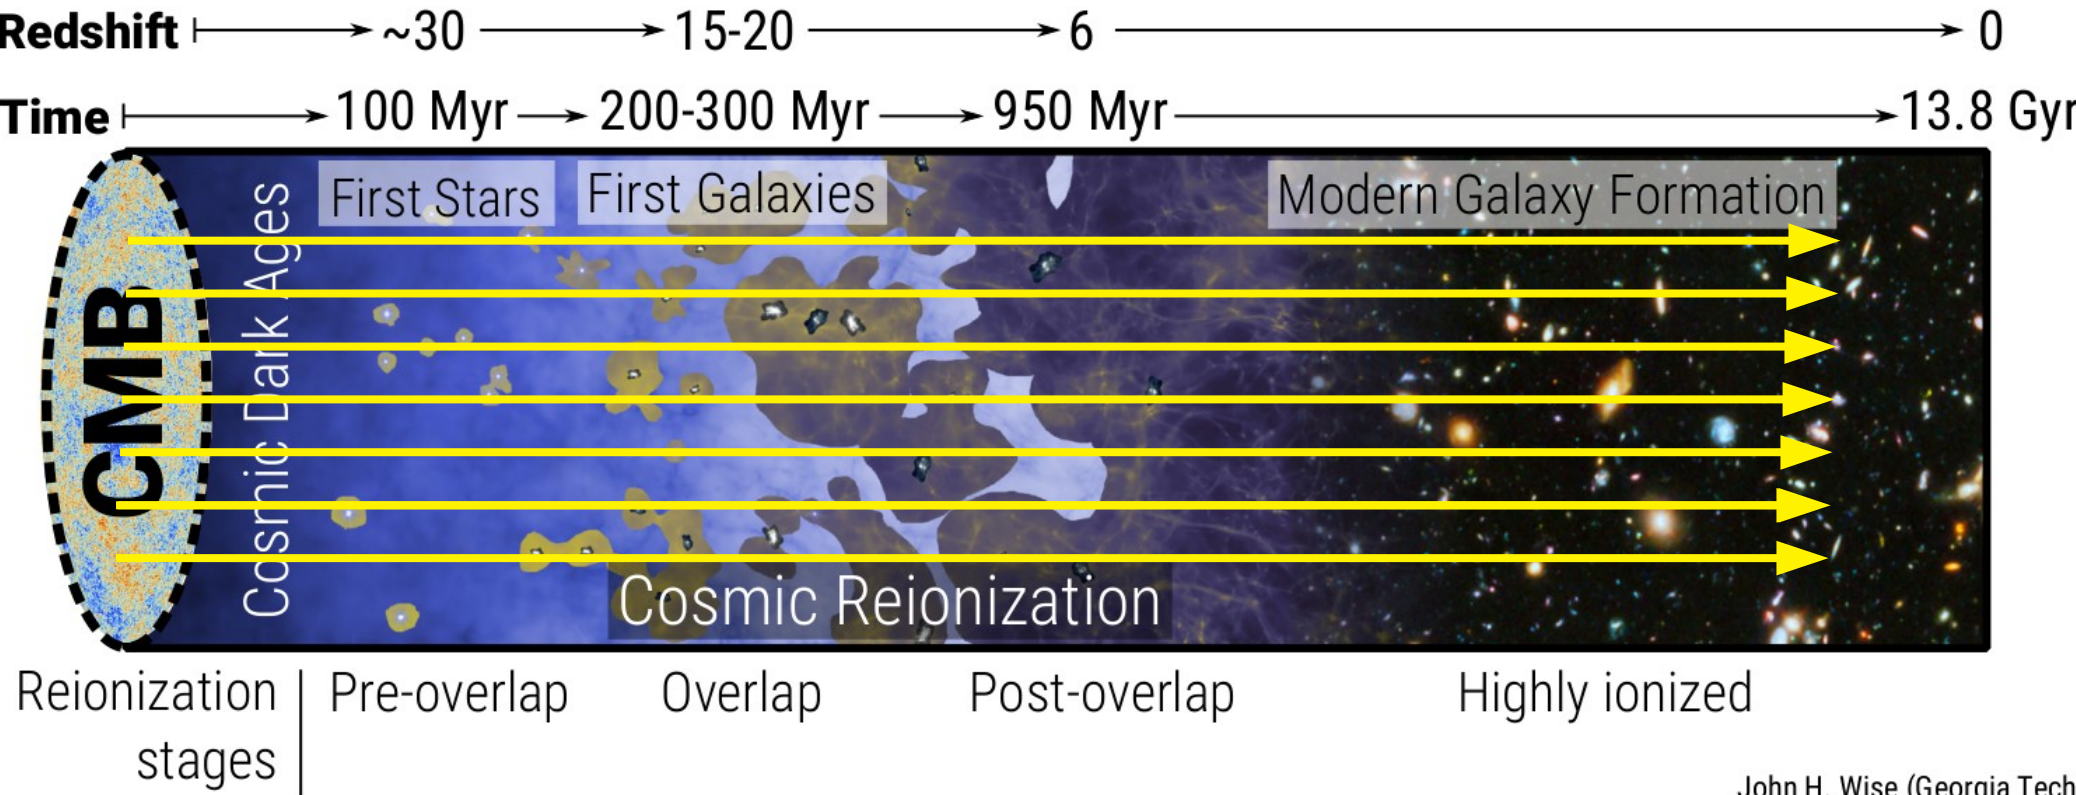 Redshift ~30 15-20 6 0
Time 100 Myr 200-300 Myr 950 Myr 13.8 Gyr
First Stars
First Galaxies
Modern Galaxy Formation
CMB
Cosmic Dark Ages
Cosmic Reionization
Reionization
stages
Pre-overlap
Overlap
Post-overlap
Highly ionized
John H. Wise (Georgia Tech